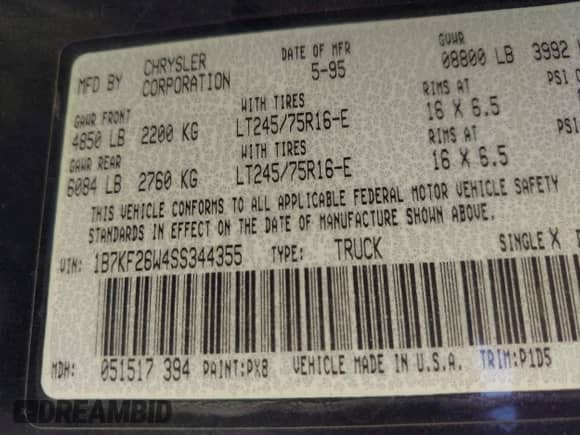 MFD BY CHRYSLER CORPORATION DATE OF MFR 5-95 GVWR 08800 LB 3992
GAWR FRONT WITH TIRES RIMS AT PSI
4850 LB 2200 KG LT245/75R16-E 16 X 6.5
GAWR REAR WITH TIRES RIMS AT PSI
6084 LB 2760 KG LT245/75R16-E 16 X 6.5
THIS VEHICLE CONFORMS TO ALL APPLICABLE FEDERAL MOTOR VEHICLE SAFETY
STANDARDS IN EFFECT ON THE DATE OF MANUFACTURE SHOWN ABOVE.
VIN: 1B7KF26W4SS344355 TYPE: TRUCK SINGLE X
MDH: 051517 394 PAINT:PX8 VEHICLE MADE IN U.S.A. TRIM:P1D5
DREAMBID